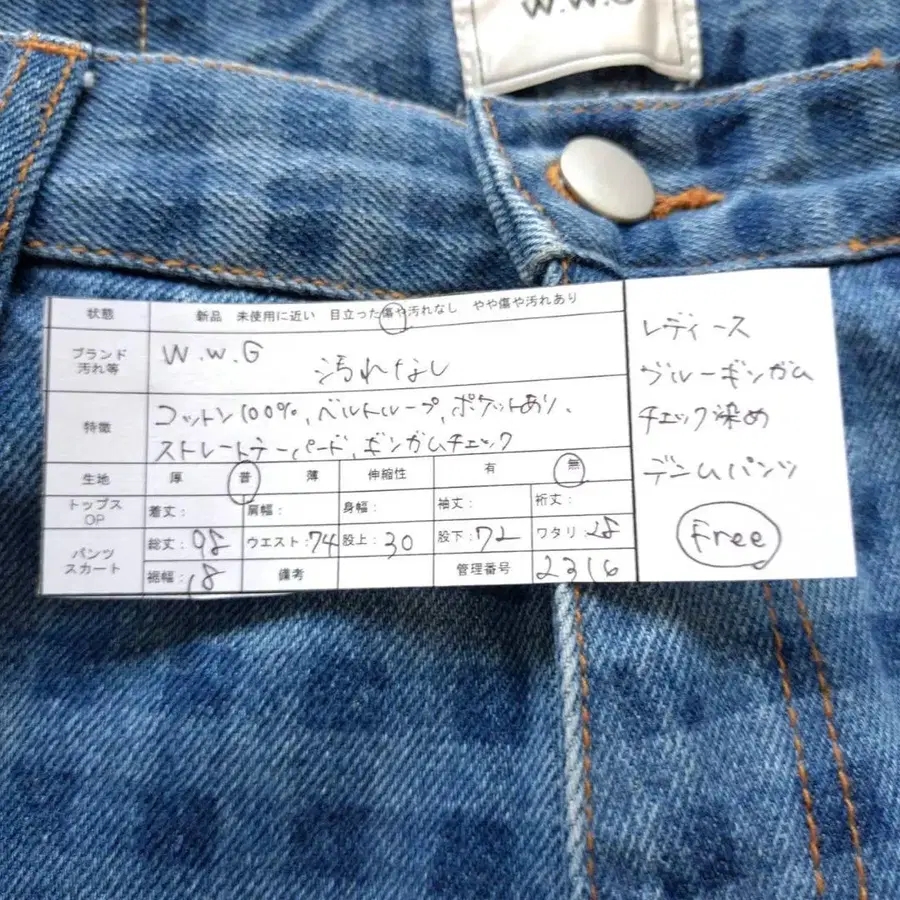 W.W.G
状態 新品 未使用に近い 目立った傷や汚れなし やや傷や汚れあり
ブランド汚れ等 W.W.G 汚れなし
特徴 コットン100%、ベルトループ、ポケットあり、
ストレートテーパード、ギンガムチェック
生地 厚 普 薄 伸縮性 有 無
トップスOP 着丈: 肩幅: 身幅: 袖丈: 裄丈:
パンツスカート 総丈:98 ウエスト:74 股上:30 股下:72 ワタリ:28
裾幅:18 備考 管理番号 2316
レディース
ブルーギンガム
チェック染め
デニムパンツ
Free